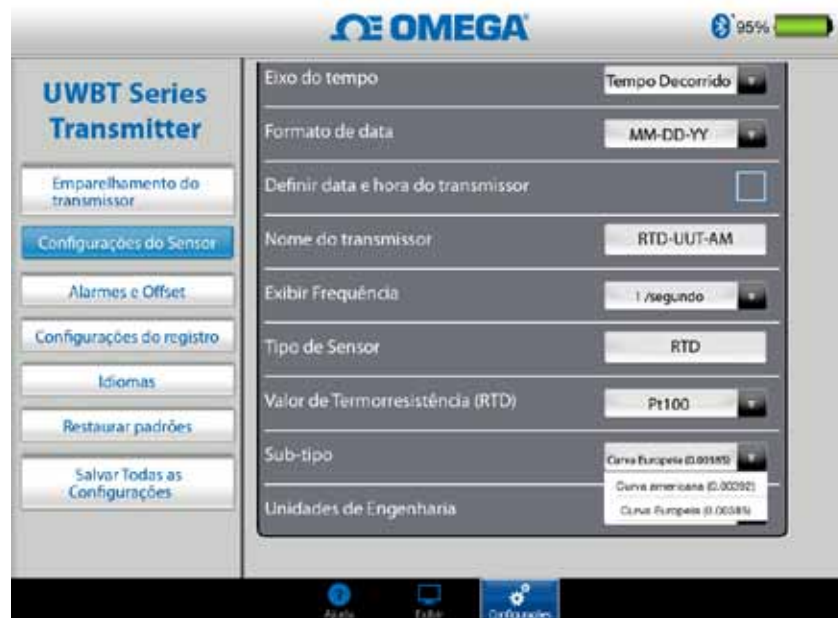 OMEGA
95%
UWBT Series
Transmitter
Emparelhamento do
transmissor
Configurações do Sensor
Alarmes e Offset
Configurações do registro
Idiomas
Restaurar padrões
Salvar Todas as
Configurações
Eixo do tempo
Tempo Decorrido
Formato de data
MM-DD-YY
Definir data e hora do transmissor
Nome do transmissor
RTD-UUT-AM
Exibir Frequência
1 /segundo
Tipo de Sensor
RTD
Valor de Termorresistência (RTD)
Pt100
Sub-tipo
Curva Europeia (0.00385)
Curva americana (0.00392)
Curva Europeia (0.00385)
Unidades de Engenharia
Ajuda
Exibir
Configurações